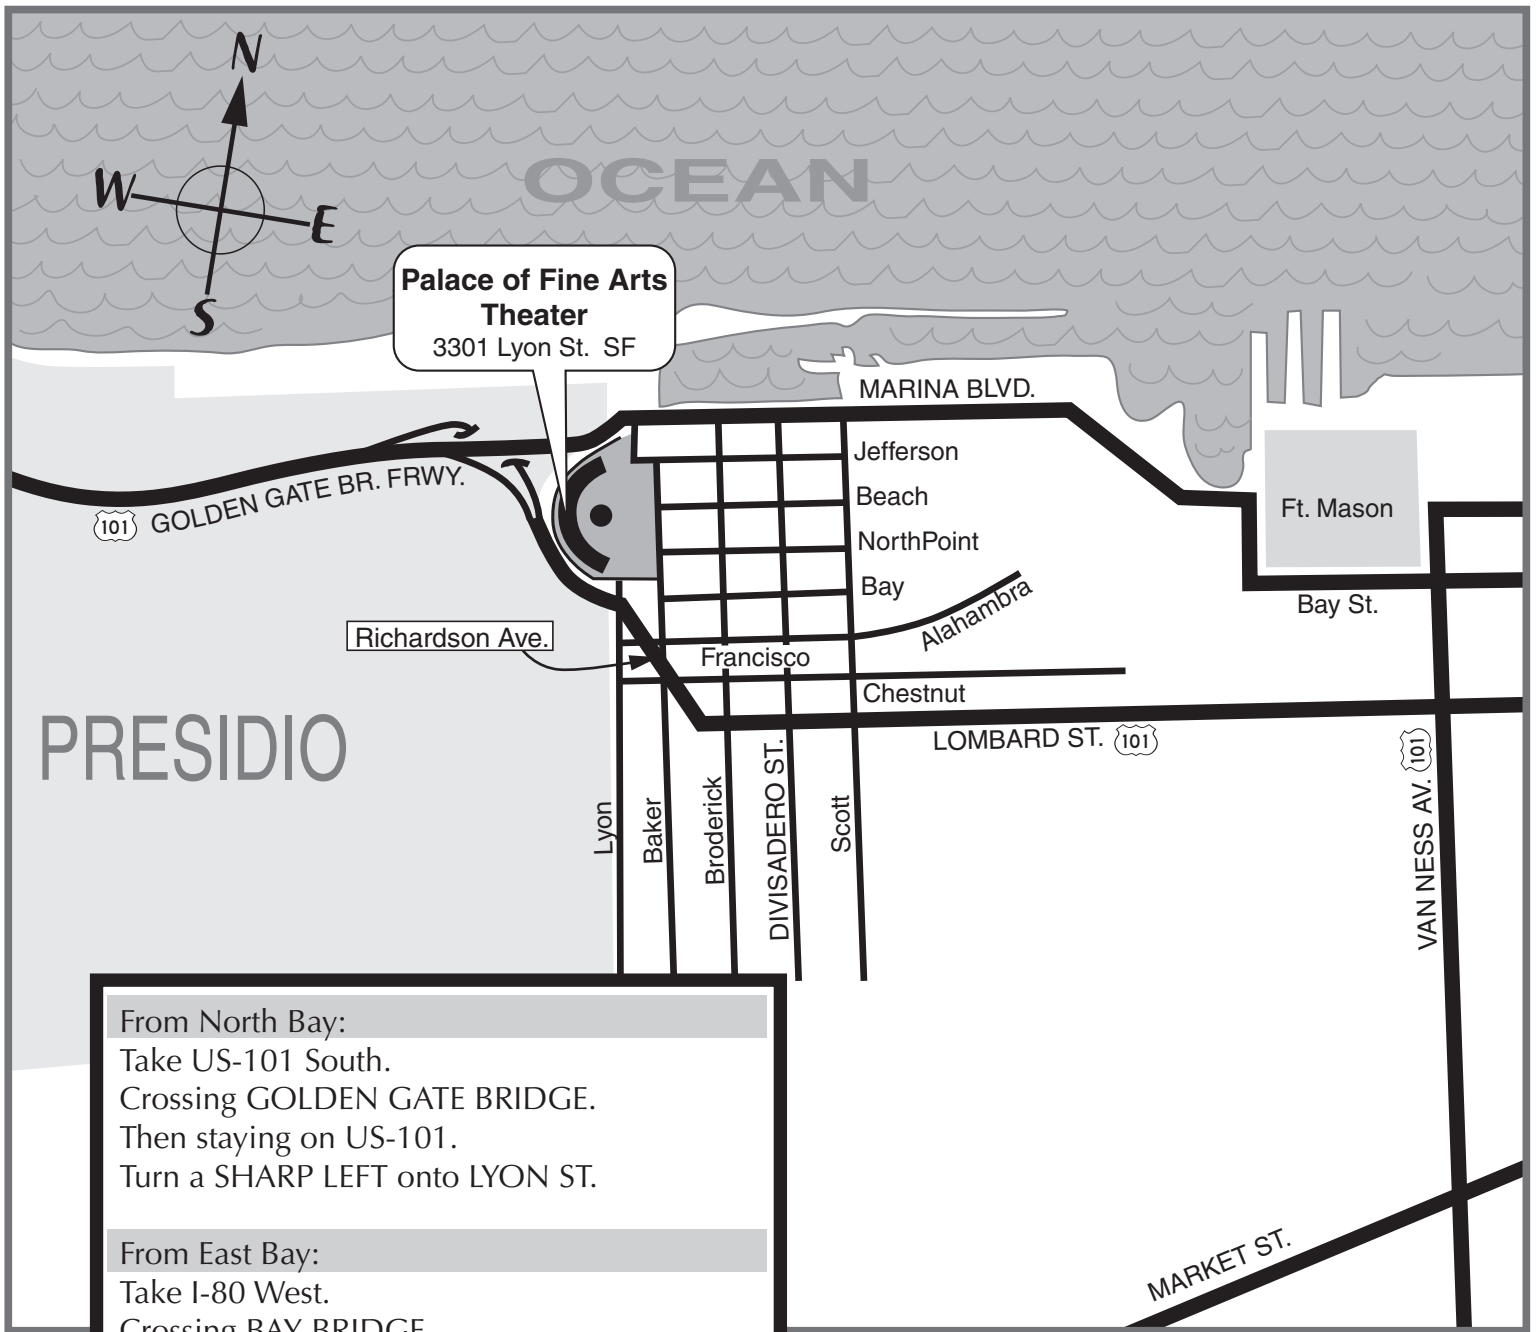 N
W
E
S
OCEAN
Palace of Fine Arts
Theater
3301 Lyon St. SF
MARINA BLVD.
Jefferson
Beach
NorthPoint
Bay
Alahambra
Francisco
Chestnut
Ft. Mason
Bay St.
GOLDEN GATE BR. FRWY.
101
Richardson Ave.
PRESIDIO
LOMBARD ST.
101
101
VAN NESS AV.
Lyon
Baker
Broderick
DIVISADERO ST.
Scott
MARKET ST.
From North Bay:
Take US-101 South.
Crossing GOLDEN GATE BRIDGE.
Then staying on US-101.
Turn a SHARP LEFT onto LYON ST.
From East Bay:
Take I-80 West.
Crossing BAY BRIDGE